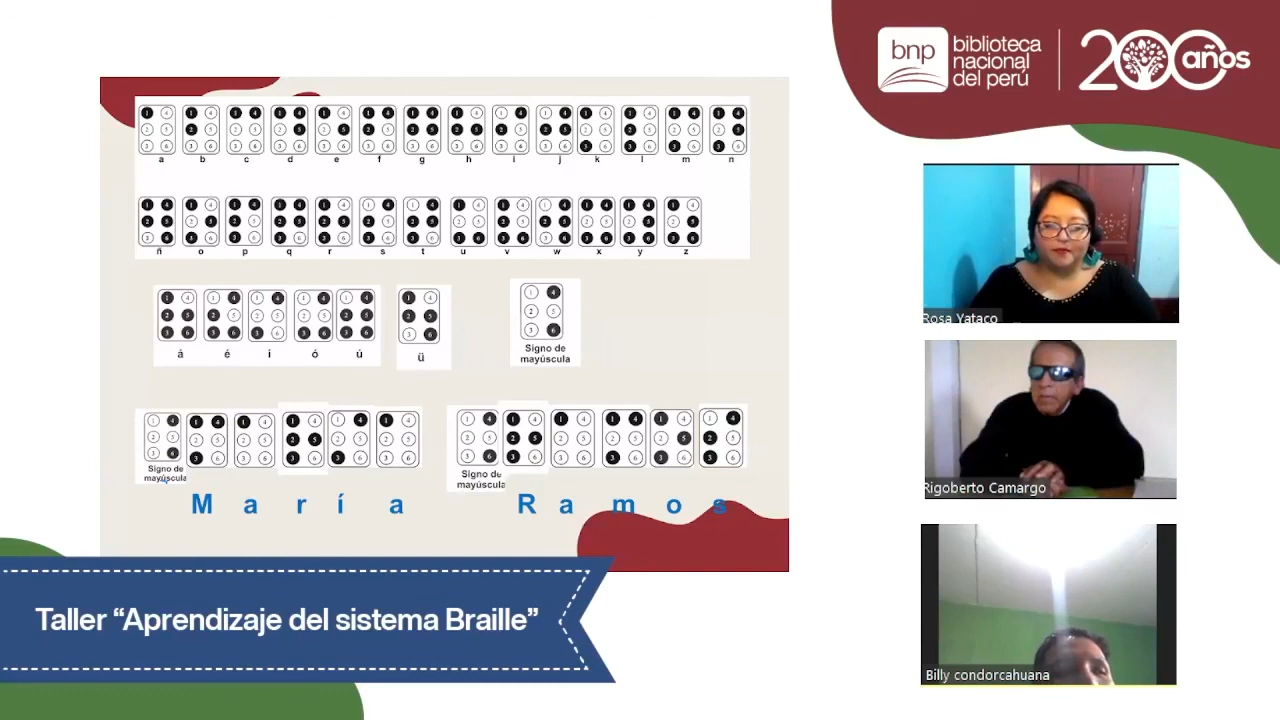 bnp biblioteca nacional del perú 200 años
a b c d e f g h i j k l m n
ñ o p q r s t u v w x y z
á é í ó ú ü
Signo de
mayúscula
Signo de
mayúscula
M a r í a
Signo de
mayúscula
R a m o s
Taller “Aprendizaje del sistema Braille”
Rosa Yataco
Rigoberto Camargo
Billy condorcahuana